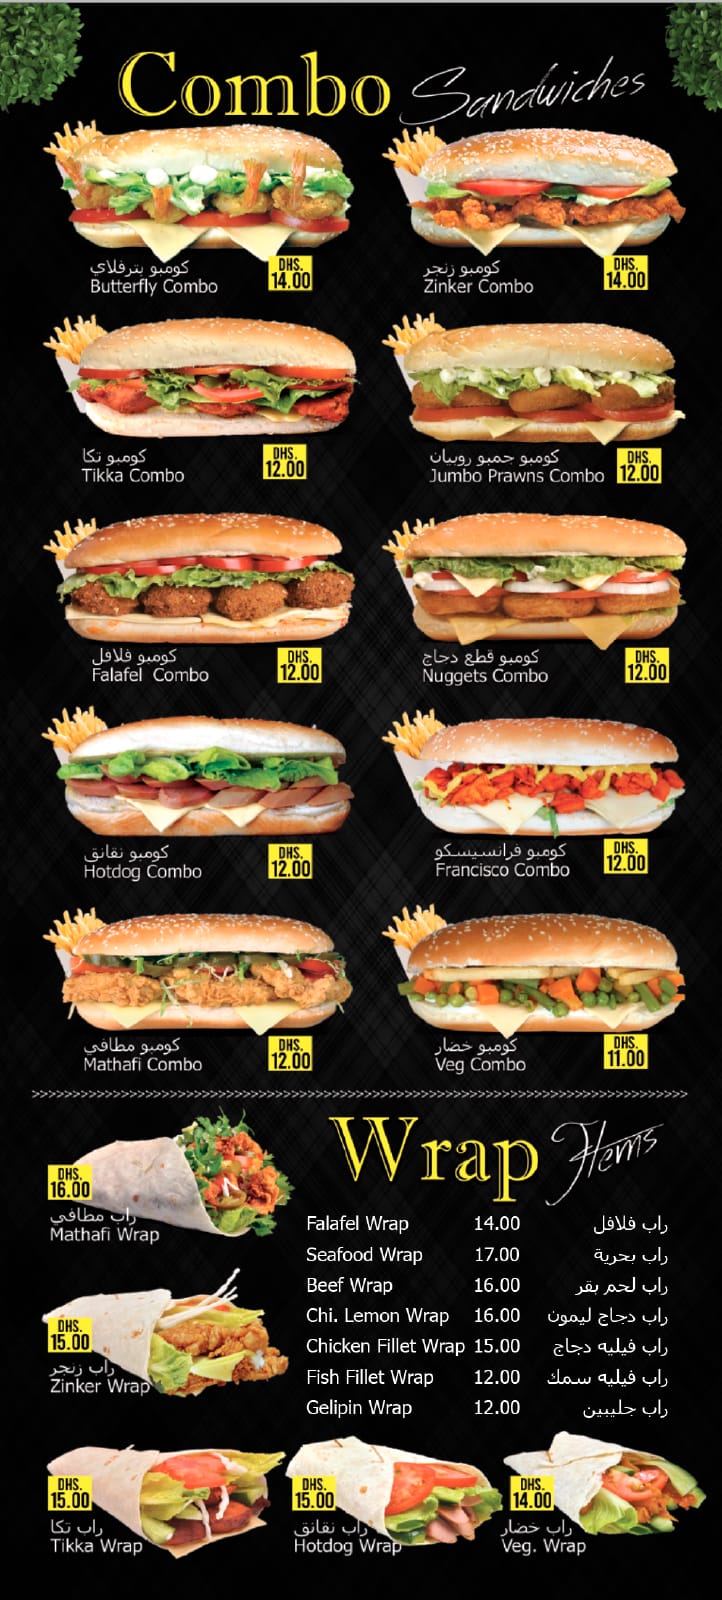 Combo Sandwiches
كومبو بترفلاي
Butterfly Combo
DHS.
14.00
كومبو زنجر
Zinker Combo
DHS.
14.00
كومبو تكا
Tikka Combo
DHS.
12.00
كومبو جمبو روبيان
Jumbo Prawns Combo
DHS.
12.00
كومبو فلافل
Falafel Combo
DHS.
12.00
كومبو قطع دجاج
Nuggets Combo
DHS.
12.00
كومبو نقانق
Hotdog Combo
DHS.
12.00
كومبو فرانسيسكو
Francisco Combo
DHS.
12.00
كومبو مطافي
Mathafi Combo
DHS.
12.00
كومبو خضار
Veg Combo
DHS.
11.00
Wrap Items
DHS.
16.00
راب مطافي
Mathafi Wrap
DHS.
15.00
راب زنجر
Zinker Wrap
Falafel Wrap 14.00 راب فلافل
Seafood Wrap 17.00 راب بحرية
Beef Wrap 16.00 راب لحم بقر
Chi. Lemon Wrap 16.00 راب دجاج ليمون
Chicken Fillet Wrap 15.00 راب فيليه دجاج
Fish Fillet Wrap 12.00 راب فيليه سمك
Gelipin Wrap 12.00 راب جليبين
DHS.
15.00
راب تكا
Tikka Wrap
DHS.
15.00
راب نقانق
Hotdog Wrap
DHS.
14.00
راب خضار
Veg. Wrap